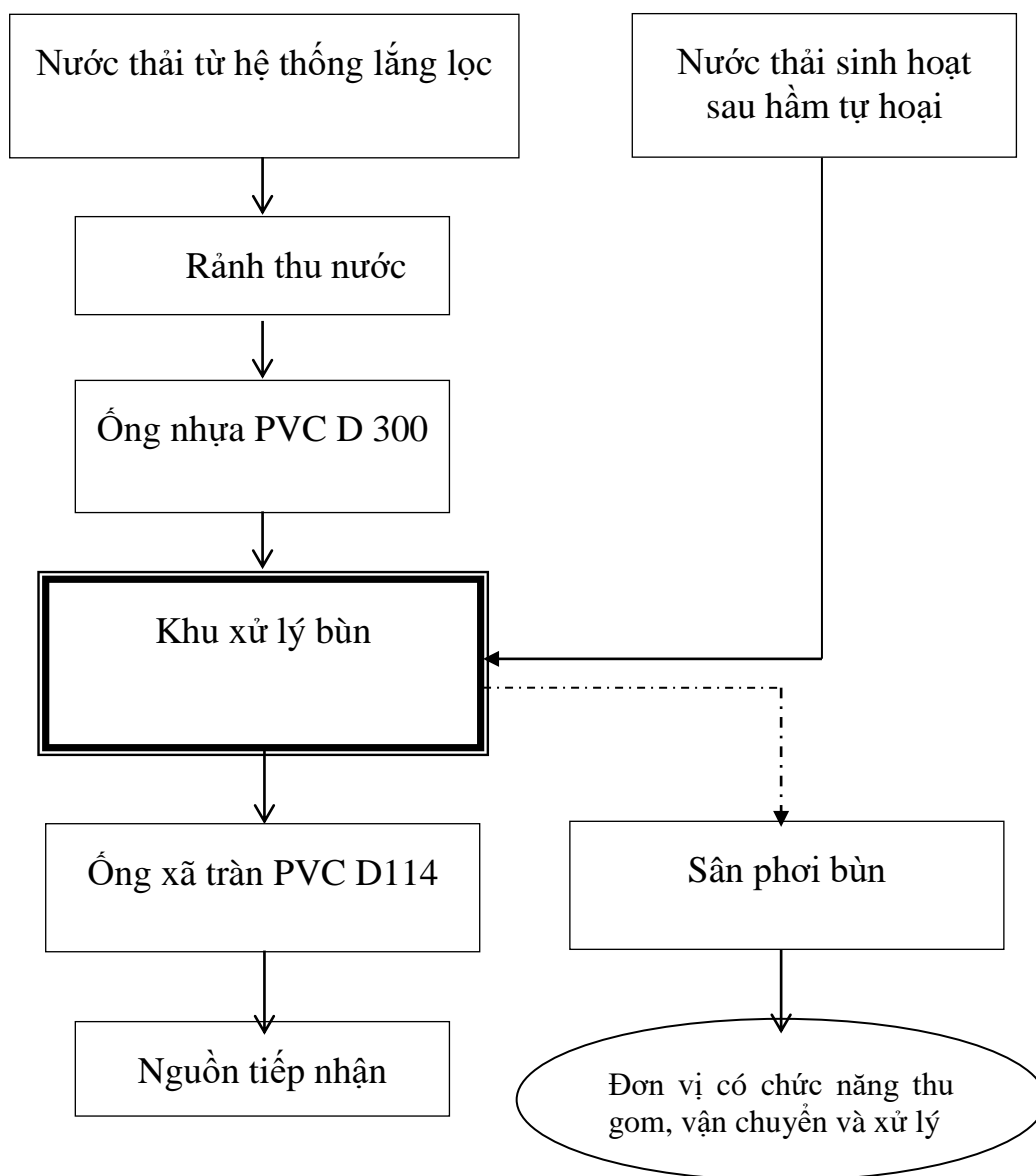 Nước thải từ hệ thống lắng lọc
Nước thải sinh hoạt
sau hầm tự hoại
Rảnh thu nước
Ống nhựa PVC D 300
Khu xử lý bùn
Ống xã tràn PVC D114
Sân phơi bùn
Nguồn tiếp nhận
Đơn vị có chức năng thu
gom, vận chuyển và xử lý